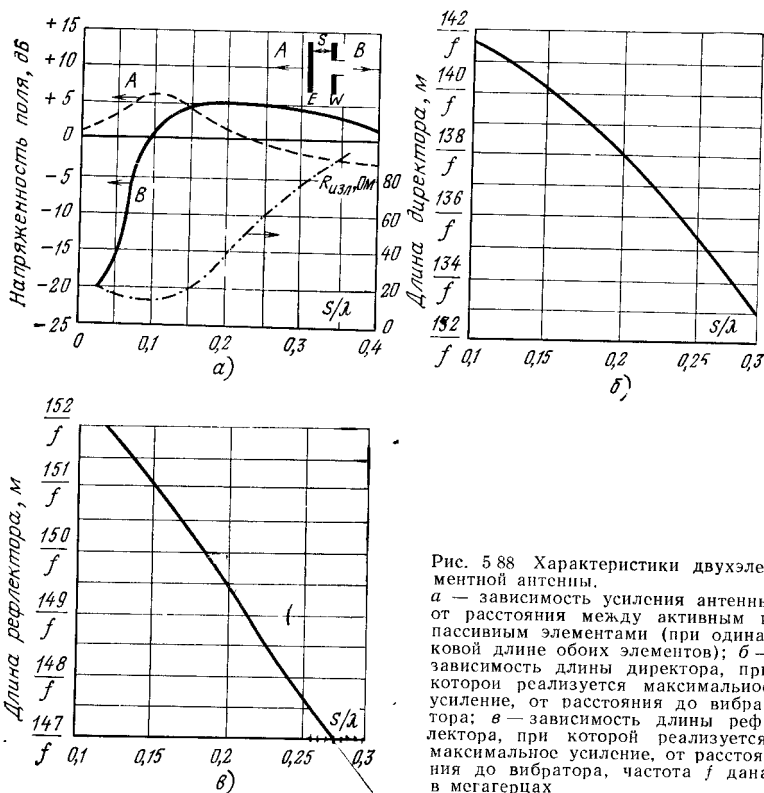 +15
+10
+5
0
-5
-10
-15
-20
-25
Напряженность поля, дБ
A
B
A
S
B
E
W
Rизл, Ом
80
60
40
20
0
S/λ
0
0,1
0,2
0,3
0,4
а)
142/f
140/f
138/f
136/f
134/f
132/f
Длина директора, м
S/λ
0,1
0,15
0,2
0,25
0,3
б)
152/f
151/f
150/f
149/f
148/f
147/f
Длина рефлектора, м
S/λ
0,1
0,15
0,2
0,25
0,3
в)
Рис. 5 88 Характеристики двухэле-
ментной антенны.
а — зависимость усиления антенны
от расстояния между активным и
пассивным элементами (при одина-
ковой длине обоих элементов); б —
зависимость длины директора, при
которой реализуется максимальное
усиление, от расстояния до вибра-
тора; в — зависимость длины реф-
лектора, при которой реализуется
максимальное усиление, от расстоя-
ния до вибратора, частота f дана
в мегагерцах